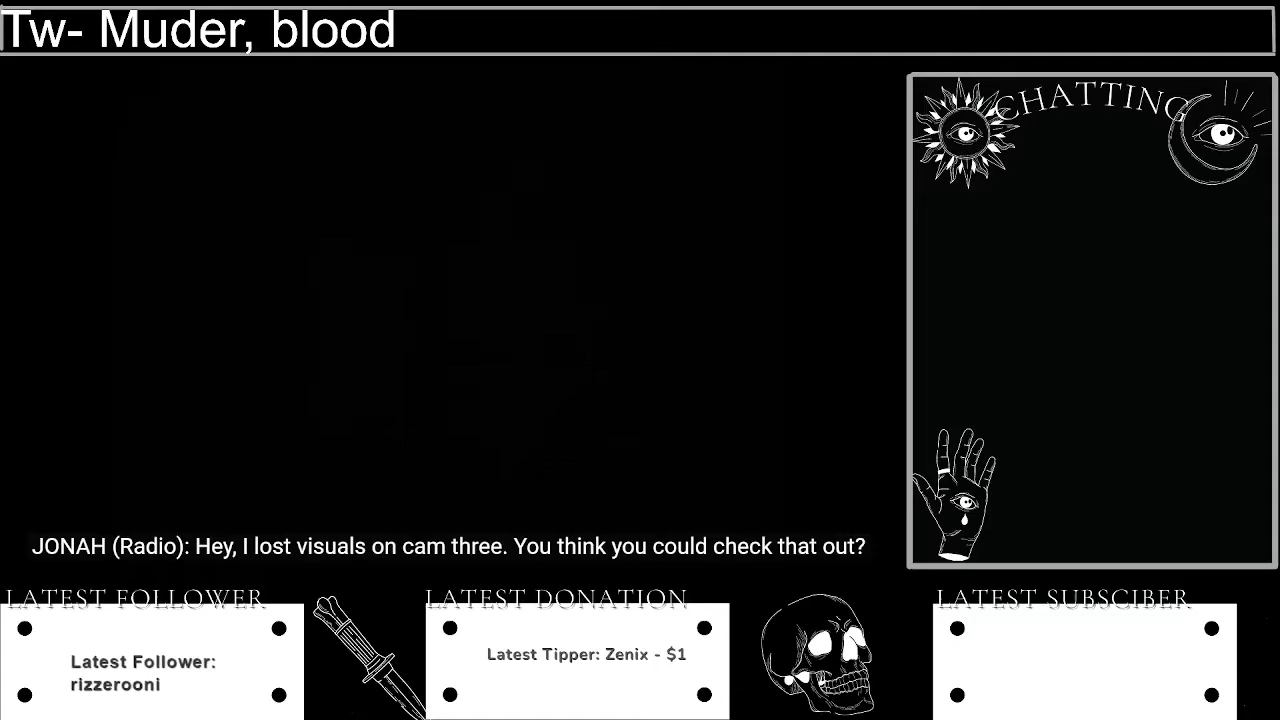 Tw- Muder, blood
CHATTING
JONAH (Radio): Hey, I lost visuals on cam three. You think you could check that out?
LATEST FOLLOWER
Latest Follower:
rizzerooni
LATEST DONATION
Latest Tipper: Zenix - $1
LATEST SUBSCIBER